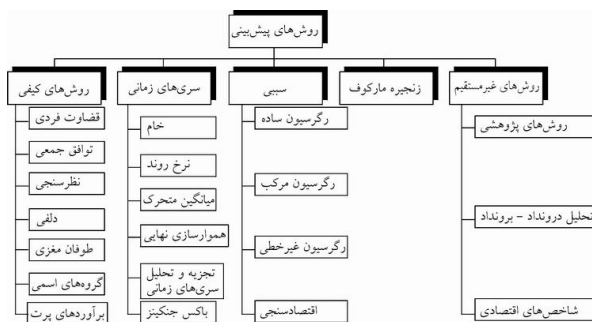 روش‌های پیش‌بینی
روش‌های کیفی
قضاوت فردی
توافق جمعی
نظرسنجی
دلفی
طوفان مغزی
گروه‌های اسمی
برآوردهای پرت
سری‌های زمانی
خام
نرخ روند
میانگین متحرک
هموارسازی نهایی
تجزیه و تحلیل
سری‌های زمانی
باکس جنکینز
سببی
رگرسیون ساده
رگرسیون مرکب
رگرسیون غیرخطی
اقتصادسنجی
زنجیره مارکوف
روش‌های غیرمستقیم
روش‌های پژوهشی
تحلیل درونداد - برونداد
شاخص‌های اقتصادی